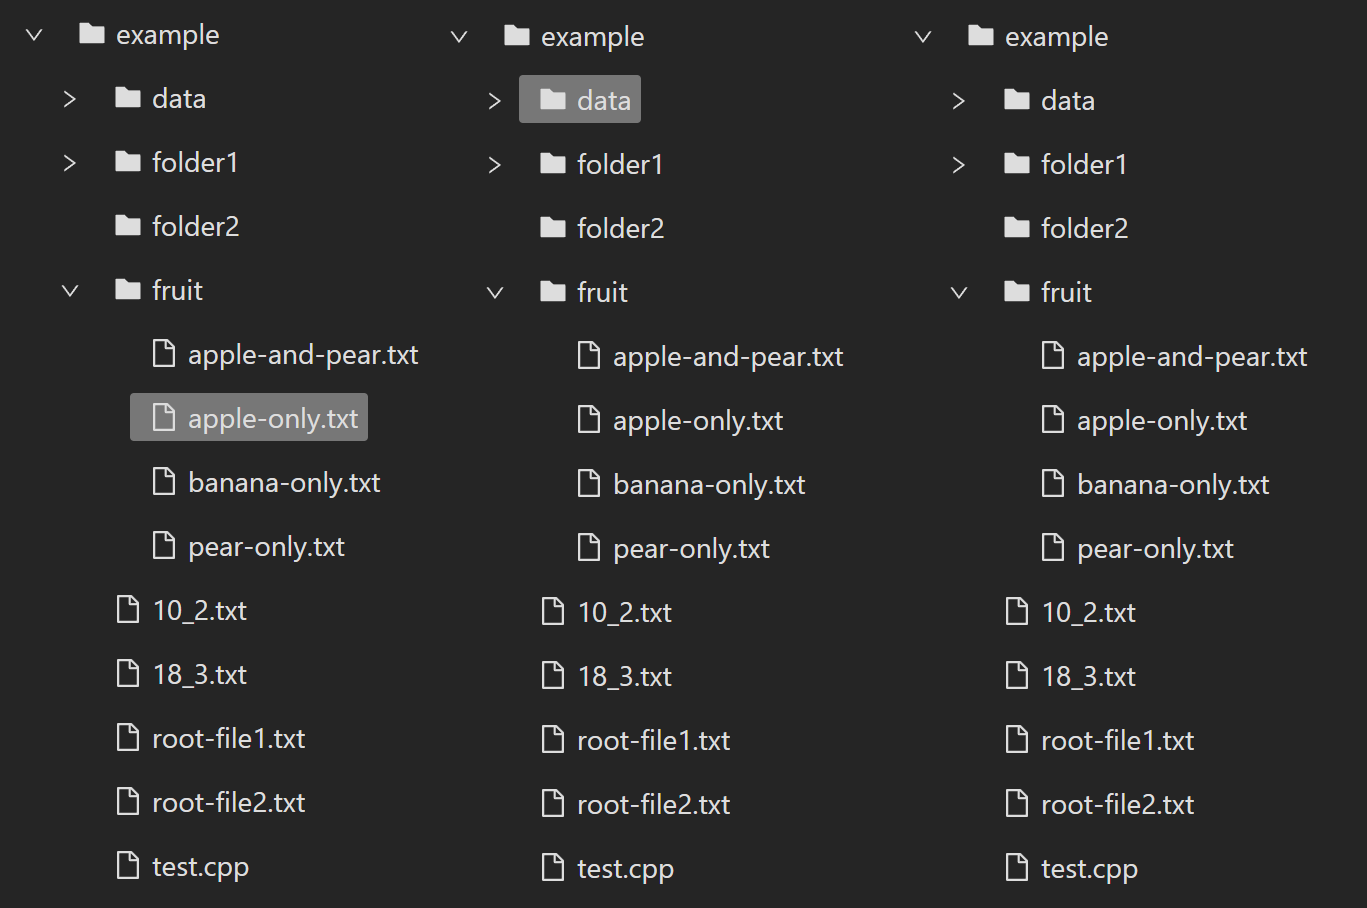 example
data
folder1
folder2
fruit
apple-and-pear.txt
apple-only.txt
banana-only.txt
pear-only.txt
10_2.txt
18_3.txt
root-file1.txt
root-file2.txt
test.cpp
example
data
folder1
folder2
fruit
apple-and-pear.txt
apple-only.txt
banana-only.txt
pear-only.txt
10_2.txt
18_3.txt
root-file1.txt
root-file2.txt
test.cpp
example
data
folder1
folder2
fruit
apple-and-pear.txt
apple-only.txt
banana-only.txt
pear-only.txt
10_2.txt
18_3.txt
root-file1.txt
root-file2.txt
test.cpp